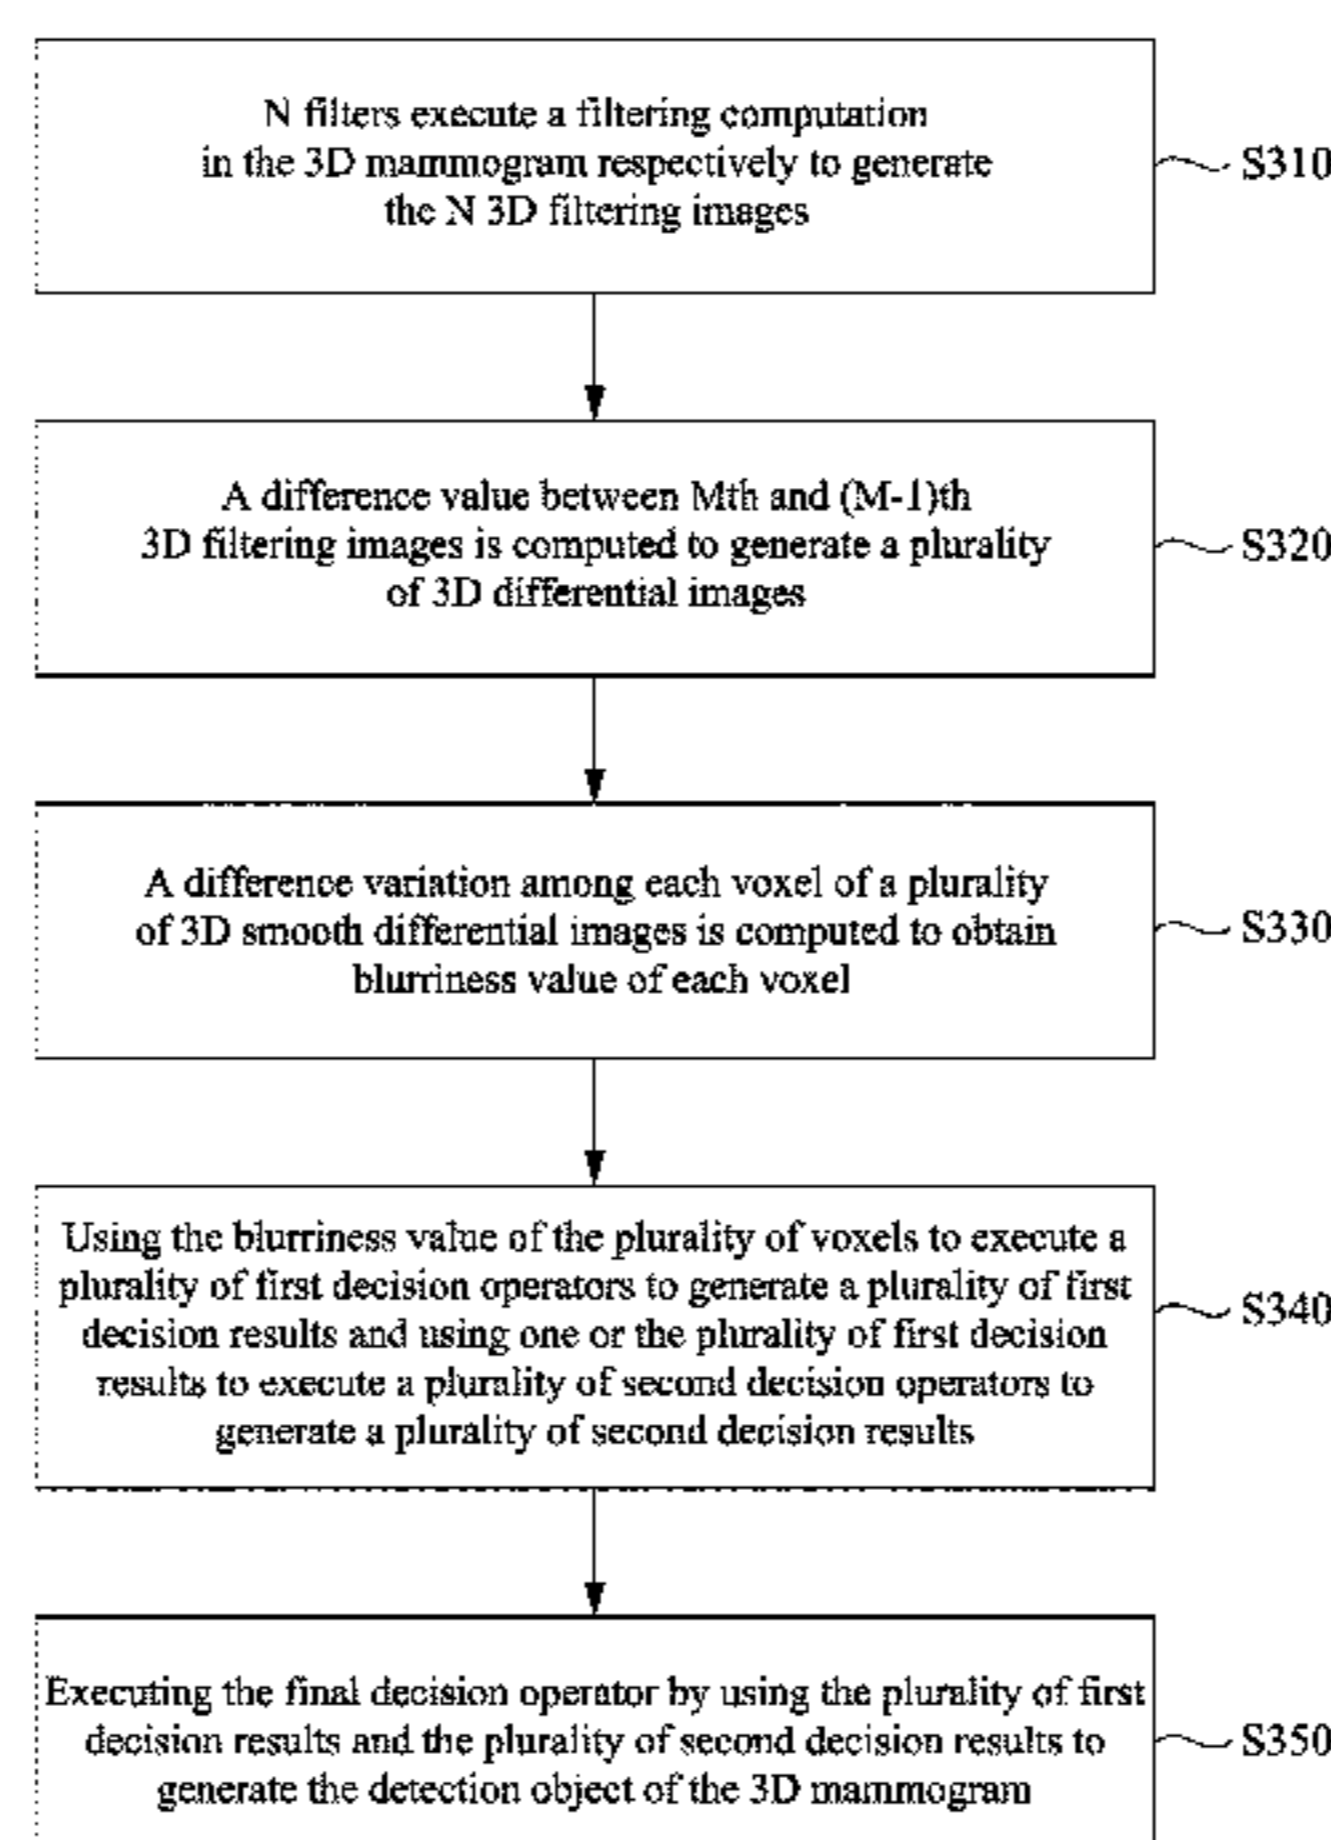 N filters execute a filtering computation
in the 3D mammogram respectively to generate
the N 3D filtering images
S310
A difference value between Mth and (M-1)th
3D filtering images is computed to generate a plurality
of 3D differential images
S320
A difference variation among each voxel of a plurality
of 3D smooth differential images is computed to obtain
blurriness value of each voxel
S330
Using the blurriness value of the plurality of voxels to execute a
plurality of first decision operators to generate a plurality of first
decision results and using one or the plurality of first decision
results to execute a plurality of second decision operators to
generate a plurality of second decision results
S340
Executing the final decision operator by using the plurality of first
decision results and the plurality of second decision results to
generate the detection object of the 3D mammogram
S350